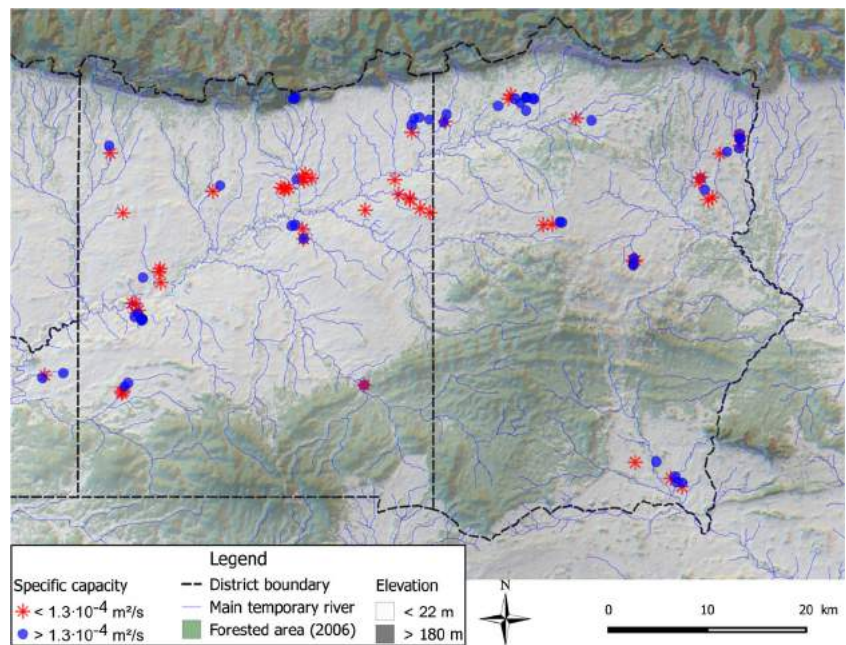 Legend
Specific capacity
< 1.3·10⁻⁴ m²/s
> 1.3·10⁻⁴ m²/s
District boundary
Main temporary river
Forested area (2006)
Elevation
< 22 m
> 180 m
N
0 10 20 km